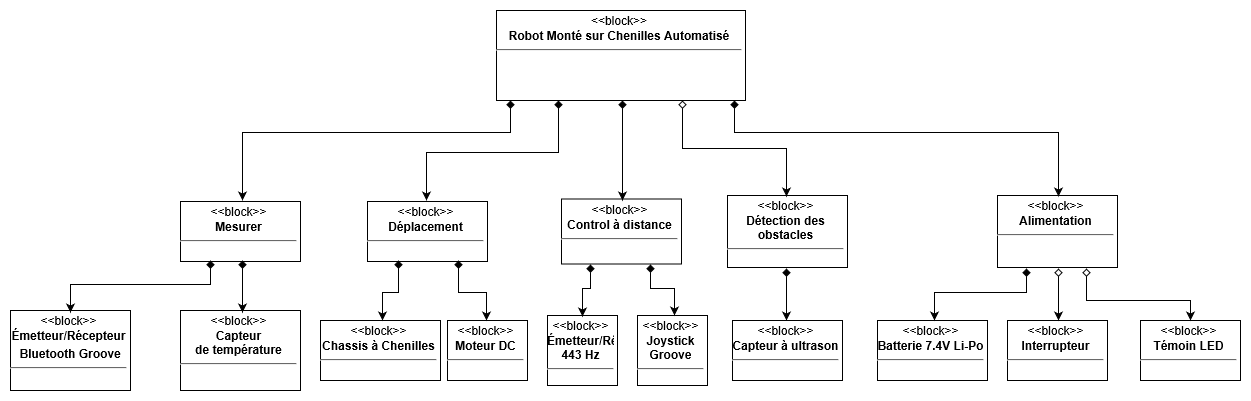 <<block>>
Robot Monté sur Chenilles Automatisé
<<block>>
Mesurer
<<block>>
Déplacement
<<block>>
Control à distance
<<block>>
Détection des
obstacles
<<block>>
Alimentation
<<block>>
Émetteur/Récepteur
Bluetooth Groove
<<block>>
Capteur
de température
<<block>>
Chassis à Chenilles
<<block>>
Moteur DC
<<block>>
Émetteur/Ré
443 Hz
<<block>>
Joystick
Groove
<<block>>
Capteur à ultrason
<<block>>
Batterie 7.4V Li-Po
<<block>>
Interrupteur
<<block>>
Témoin LED